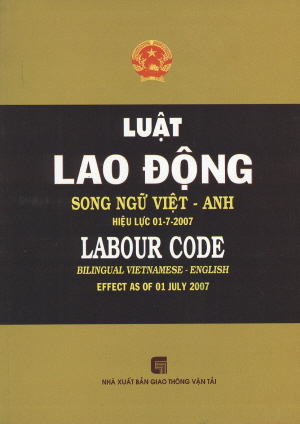 LUẬT
LAO ĐỘNG
SONG NGỮ VIỆT - ANH
HIỆU LỰC 01-7-2007
LABOUR CODE
BILINGUAL VIETNAMESE - ENGLISH
EFFECT AS OF 01 JULY 2007
NHÀ XUẤT BẢN GIAO THÔNG VẬN TẢI